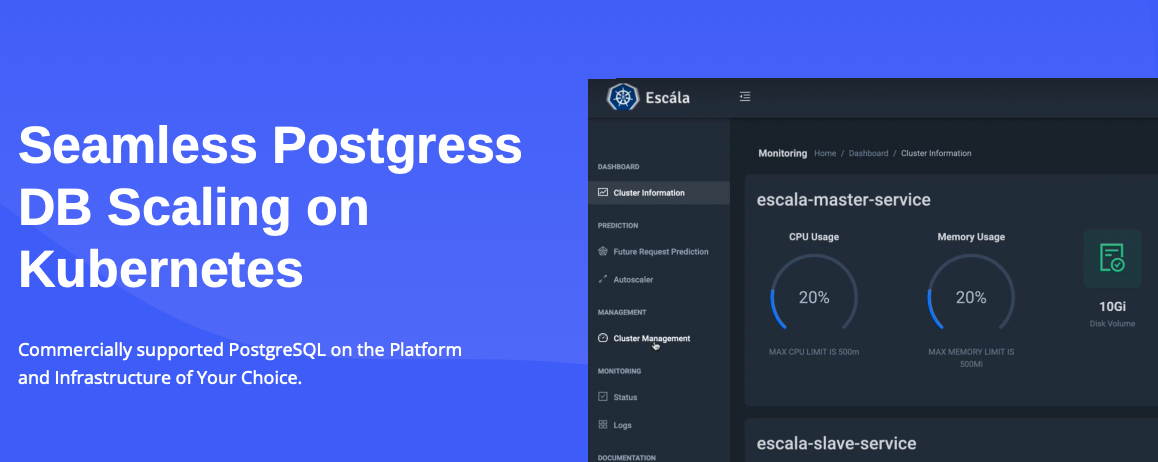 Seamless Postgress
DB Scaling on
Kubernetes
Commercially supported PostgreSQL on the Platform
and Infrastructure of Your Choice.
Escála
DASHBOARD
Cluster Information
PREDICTION
Future Request Prediction
Autoscaler
MANAGEMENT
Cluster Management
MONITORING
Status
Logs
DOCUMENTATION
Monitoring Home / Dashboard / Cluster Information
escala-master-service
CPU Usage
20%
MAX CPU LIMIT IS 500m
Memory Usage
20%
MAX MEMORY LIMIT IS
500Mi
10Gi
Disk Volume
escala-slave-service